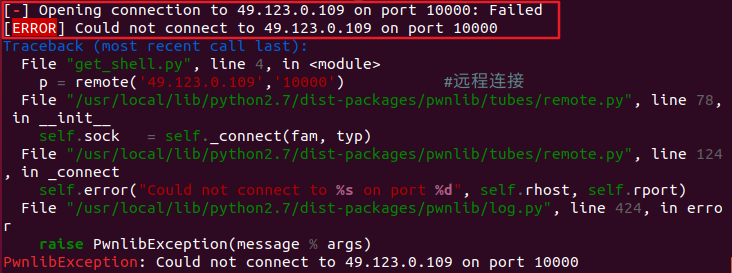 [-] Opening connection to 49.123.0.109 on port 10000: Failed
[ERROR] Could not connect to 49.123.0.109 on port 10000
Traceback (most recent call last):
  File "get_shell.py", line 4, in <module>
    p = remote('49.123.0.109','10000')          #远程连接
  File "/usr/local/lib/python2.7/dist-packages/pwnlib/tubes/remote.py", line 78,
 in __init__
    self.sock   = self._connect(fam, typ)
  File "/usr/local/lib/python2.7/dist-packages/pwnlib/tubes/remote.py", line 124
, in _connect
    self.error("Could not connect to %s on port %d", self.rhost, self.rport)
  File "/usr/local/lib/python2.7/dist-packages/pwnlib/log.py", line 424, in erro
r
    raise PwnlibException(message % args)
PwnlibException: Could not connect to 49.123.0.109 on port 10000